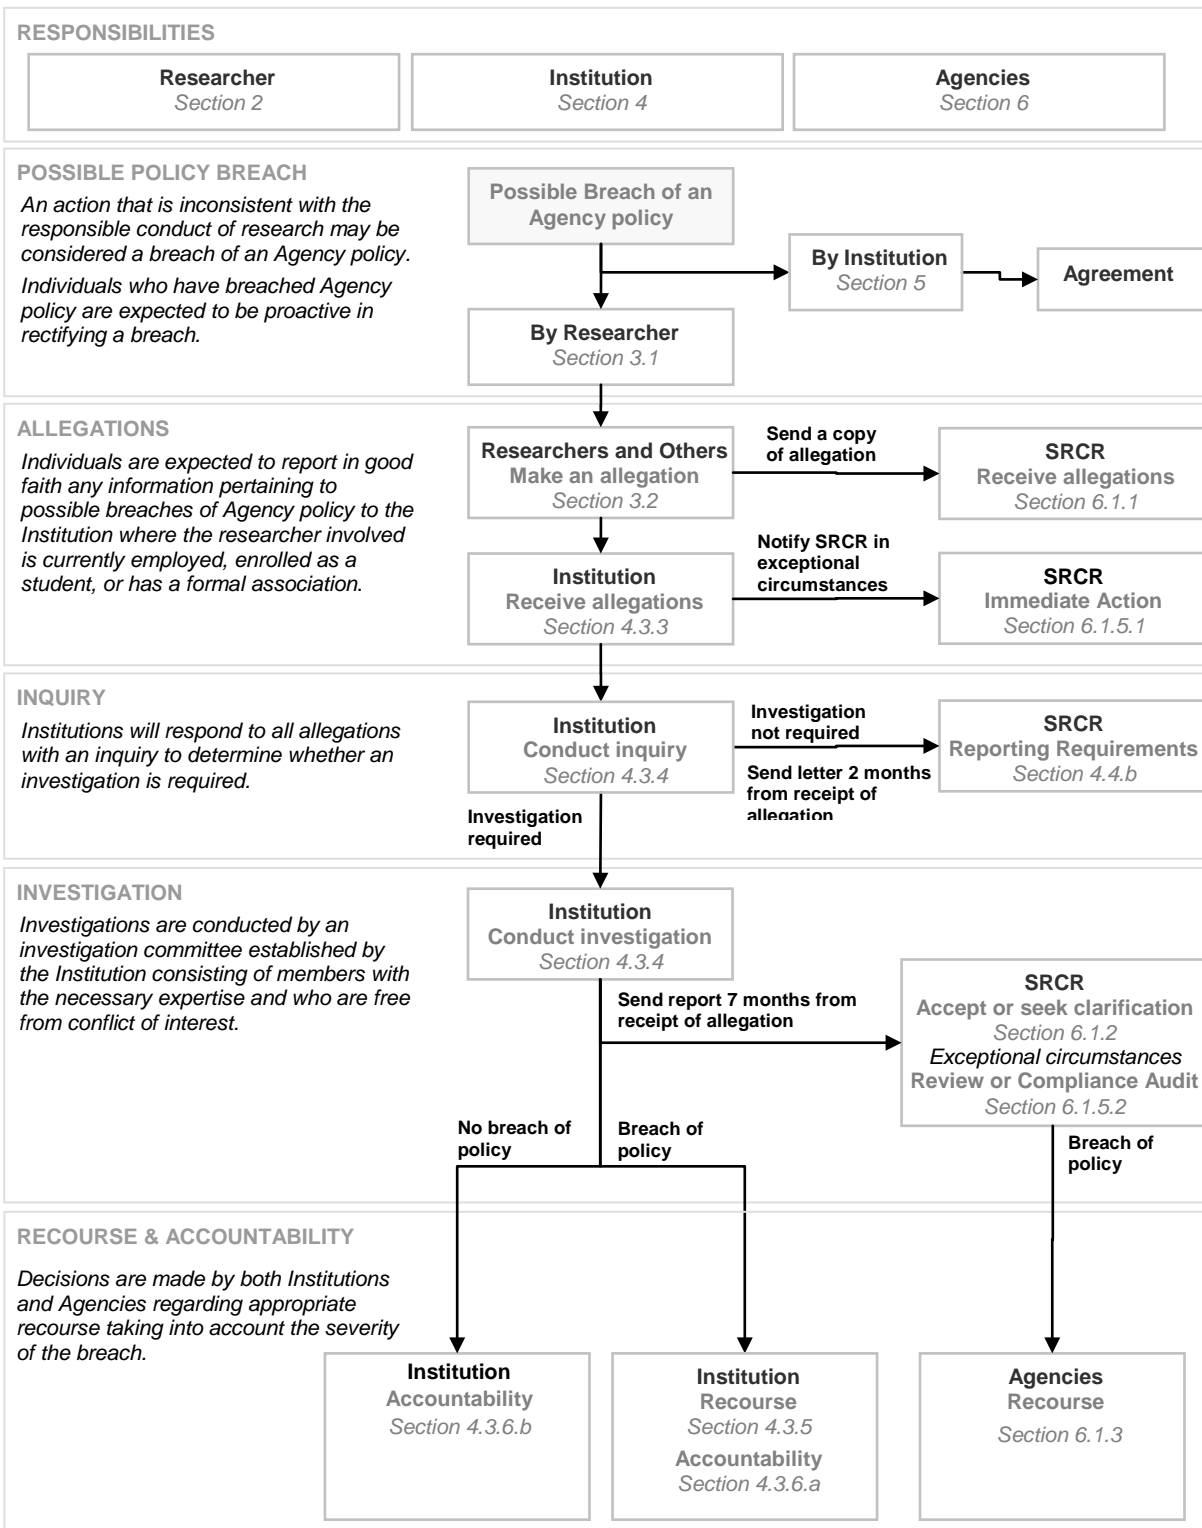 RESPONSIBILITIES
Researcher
Section 2
Institution
Section 4
Agencies
Section 6
POSSIBLE POLICY BREACH
An action that is inconsistent with the
responsible conduct of research may be
considered a breach of an Agency policy.
Individuals who have breached Agency
policy are expected to be proactive in
rectifying a breach.
Possible Breach of an
Agency policy
By Institution
Section 5
Agreement
By Researcher
Section 3.1
ALLEGATIONS
Individuals are expected to report in good
faith any information pertaining to
possible breaches of Agency policy to the
Institution where the researcher involved
is currently employed, enrolled as a
student, or has a formal association.
Researchers and Others
Make an allegation
Section 3.2
Send a copy
of allegation
SRCR
Receive allegations
Section 6.1.1
Institution
Receive allegations
Section 4.3.3
Notify SRCR in
exceptional
circumstances
SRCR
Immediate Action
Section 6.1.5.1
INQUIRY
Institutions will respond to all allegations
with an inquiry to determine whether an
investigation is required.
Institution
Conduct inquiry
Section 4.3.4
Investigation
not required
Send letter 2 months
from receipt of
allegation
SRCR
Reporting Requirements
Section 4.4.b
Investigation
required
INVESTIGATION
Investigations are conducted by an
investigation committee established by
the Institution consisting of members with
the necessary expertise and who are free
from conflict of interest.
Institution
Conduct investigation
Section 4.3.4
Send report 7 months from
receipt of allegation
SRCR
Accept or seek clarification
Section 6.1.2
Exceptional circumstances
Review or Compliance Audit
Section 6.1.5.2
No breach of
policy
Breach of
policy
Breach of
policy
RECOURSE & ACCOUNTABILITY
Decisions are made by both Institutions
and Agencies regarding appropriate
recourse taking into account the severity
of the breach.
Institution
Accountability
Section 4.3.6.b
Institution
Recourse
Section 4.3.5
Accountability
Section 4.3.6.a
Agencies
Recourse
Section 6.1.3